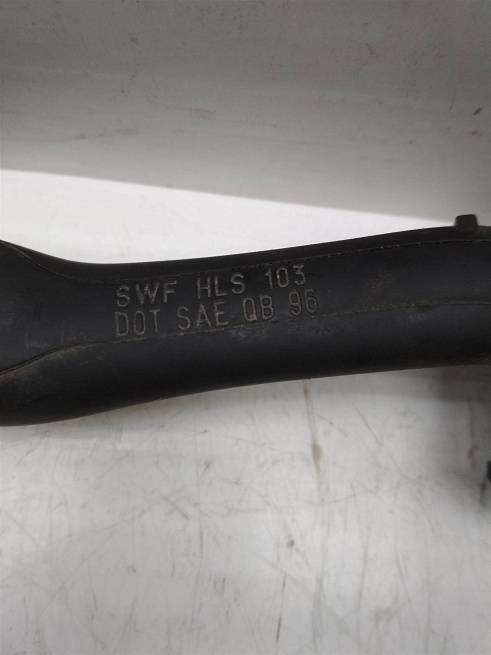 SWF HLS 103
DOT SAE QB 96